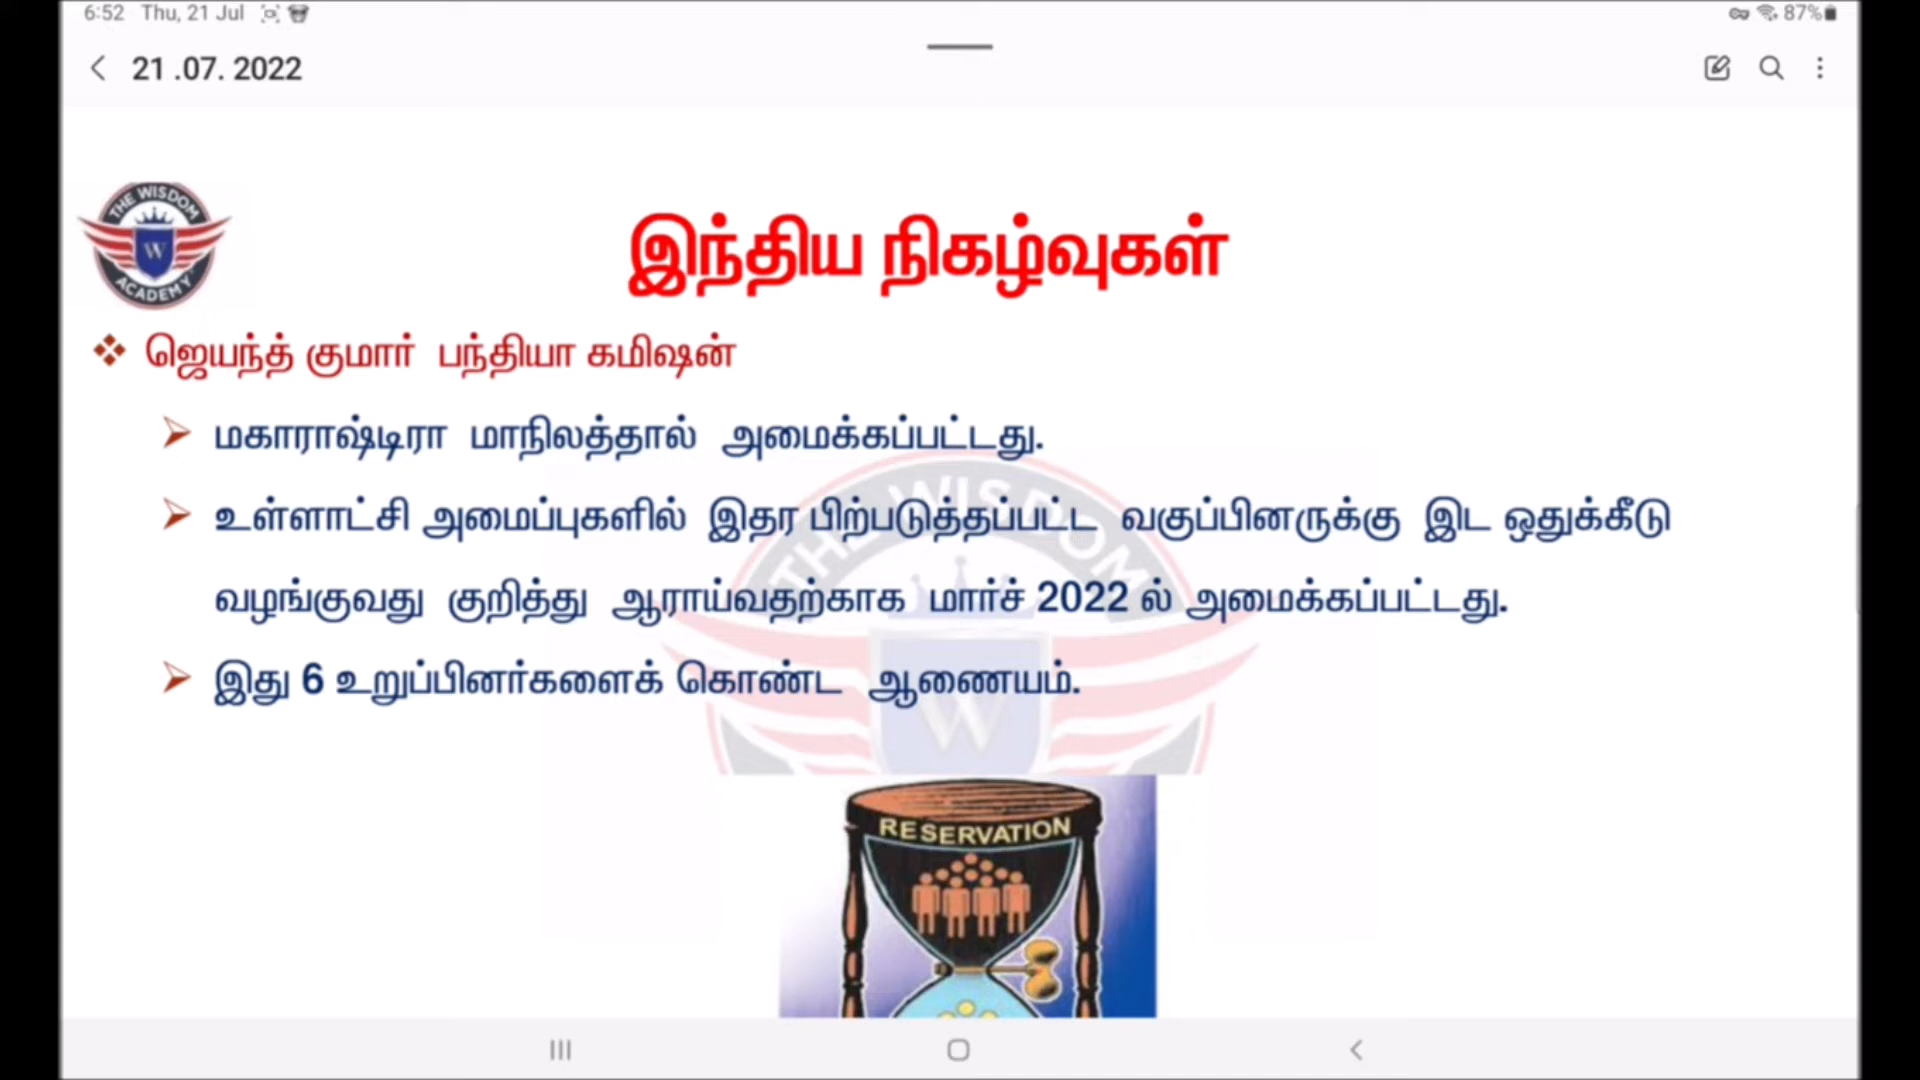 6:52 Thu, 21 Jul 87%
21 .07. 2022
THE WISDOM
W
ACADEMY
இந்திய நிகழ்வுகள்
ஜெயந்த் குமார் பந்தியா கமிஷன்
மகாராஷ்டிரா மாநிலத்தால் அமைக்கப்பட்டது.
உள்ளாட்சி அமைப்புகளில் இதர பிற்படுத்தப்பட்ட வகுப்பினருக்கு இட ஒதுக்கீடு
வழங்குவது குறித்து ஆராய்வதற்காக மார்ச் 2022 ல் அமைக்கப்பட்டது.
இது 6 உறுப்பினர்களைக் கொண்ட ஆணையம்.
THE WISDOM
W
RESERVATION